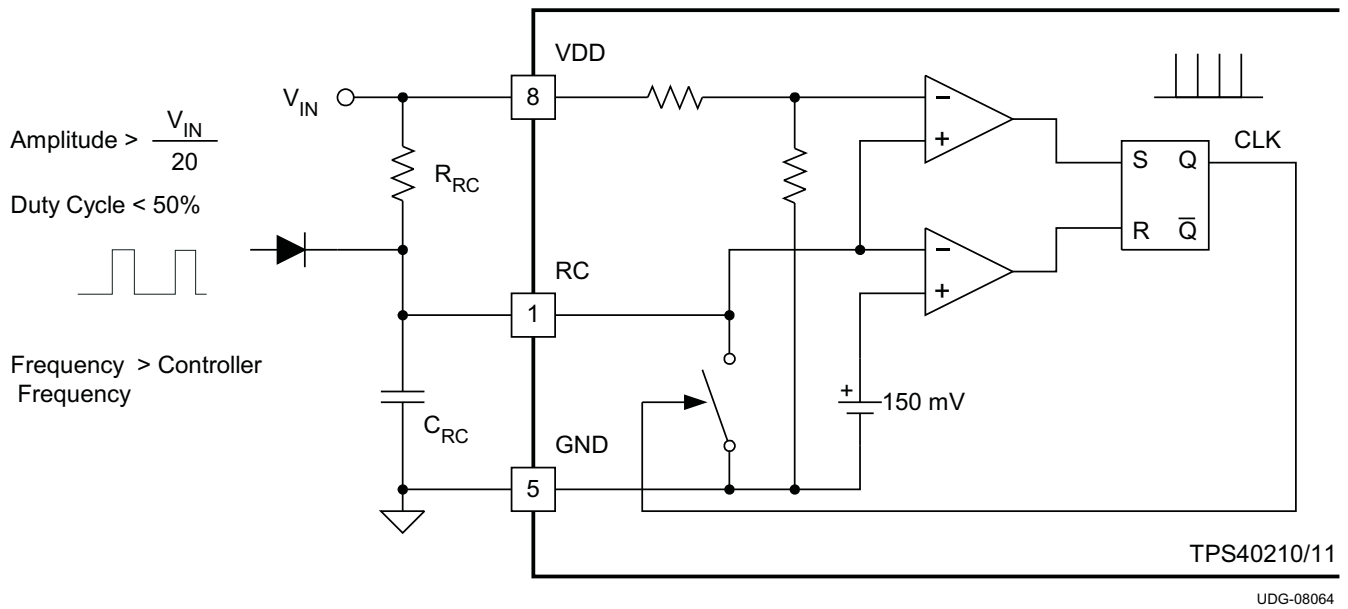 VDD
V_IN
8
Amplitude > V_IN
20
Duty Cycle < 50%
R_RC
RC
1
Frequency > Controller
Frequency
C_RC
GND
5
−
+
−
+
+
150 mV
S Q
R Q̅
CLK
TPS40210/11
UDG-08064